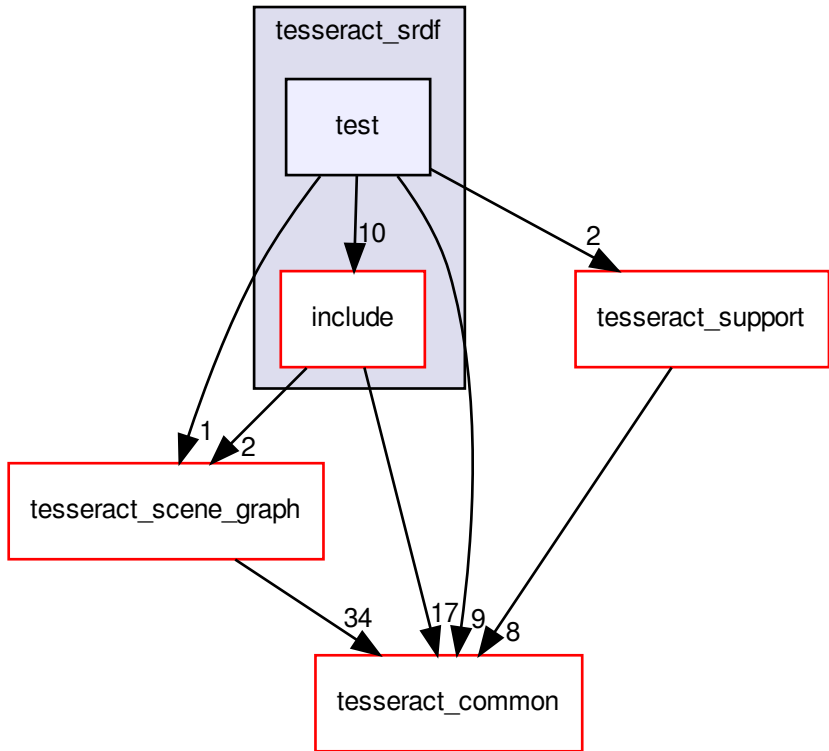 tesseract_srdf
test
10
2
include
tesseract_support
1
2
tesseract_scene_graph
34
17
9
8
tesseract_common